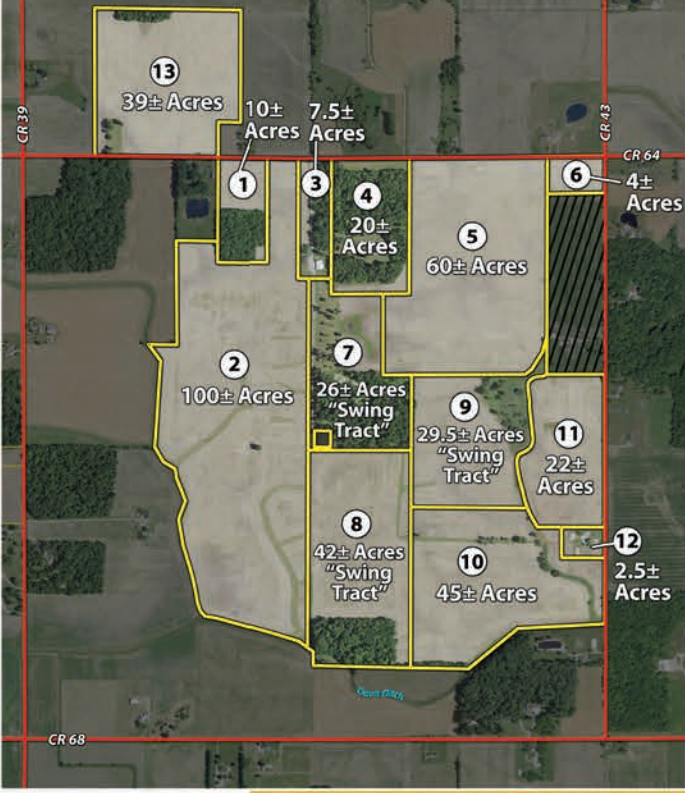 13
39± Acres
10±
Acres
7.5±
Acres
CR 39
CR 43
CR 64
1
3
4
20±
Acres
5
60± Acres
6
4±
Acres
2
100± Acres
7
26± Acres
"Swing
Tract"
9
29.5± Acres
"Swing
Tract"
11
22±
Acres
8
42± Acres
"Swing
Tract"
10
45± Acres
12
2.5±
Acres
Ditch
CR 68